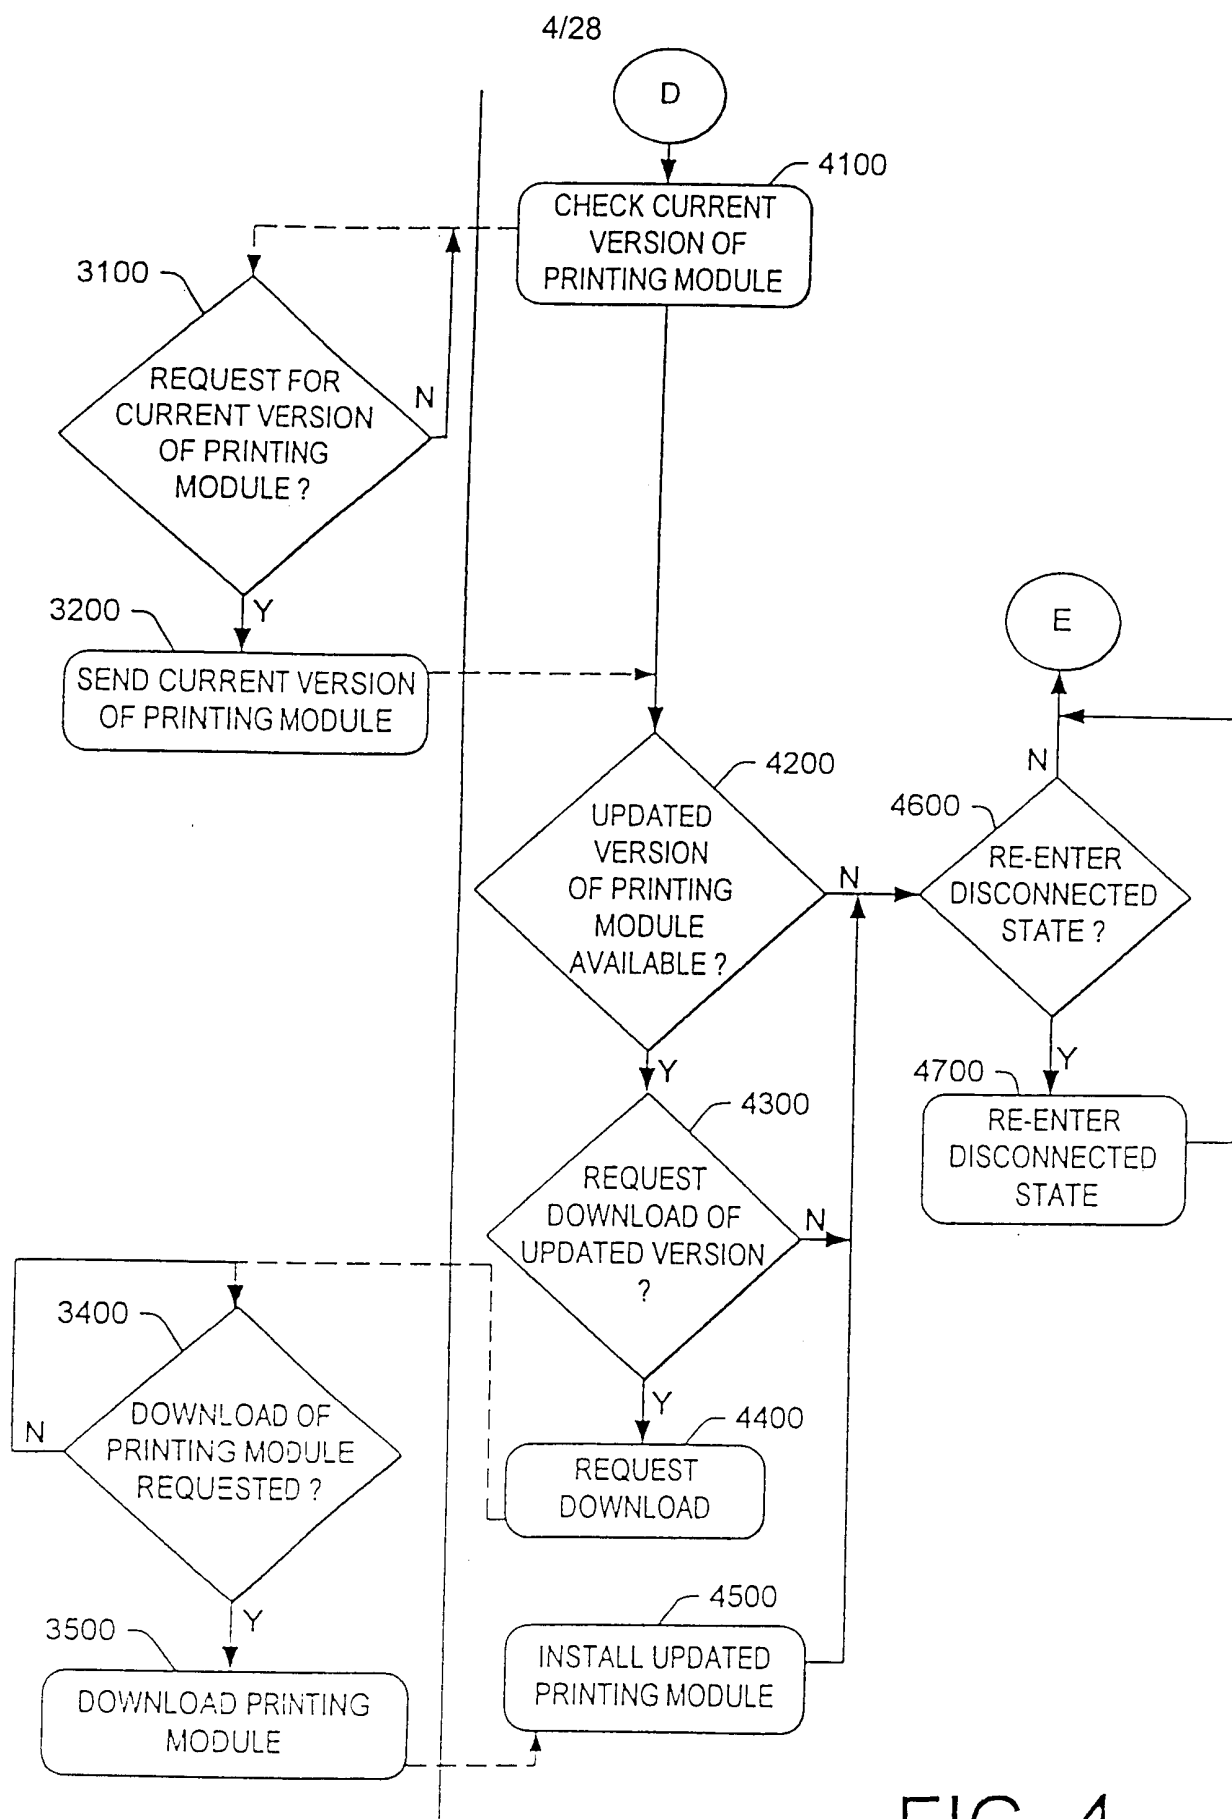 4/28
D
4100
CHECK CURRENT
VERSION OF
PRINTING MODULE
3100
REQUEST FOR
CURRENT VERSION
OF PRINTING
MODULE ?
N
Y
3200
SEND CURRENT VERSION
OF PRINTING MODULE
E
N
4200
UPDATED
VERSION
OF PRINTING
MODULE
AVAILABLE ?
N
Y
4600
RE-ENTER
DISCONNECTED
STATE ?
Y
4700
RE-ENTER
DISCONNECTED
STATE
4300
REQUEST
DOWNLOAD OF
UPDATED VERSION
?
N
Y
3400
DOWNLOAD OF
PRINTING MODULE
REQUESTED ?
N
Y
4400
REQUEST
DOWNLOAD
3500
DOWNLOAD PRINTING
MODULE
4500
INSTALL UPDATED
PRINTING MODULE
FIG. 4